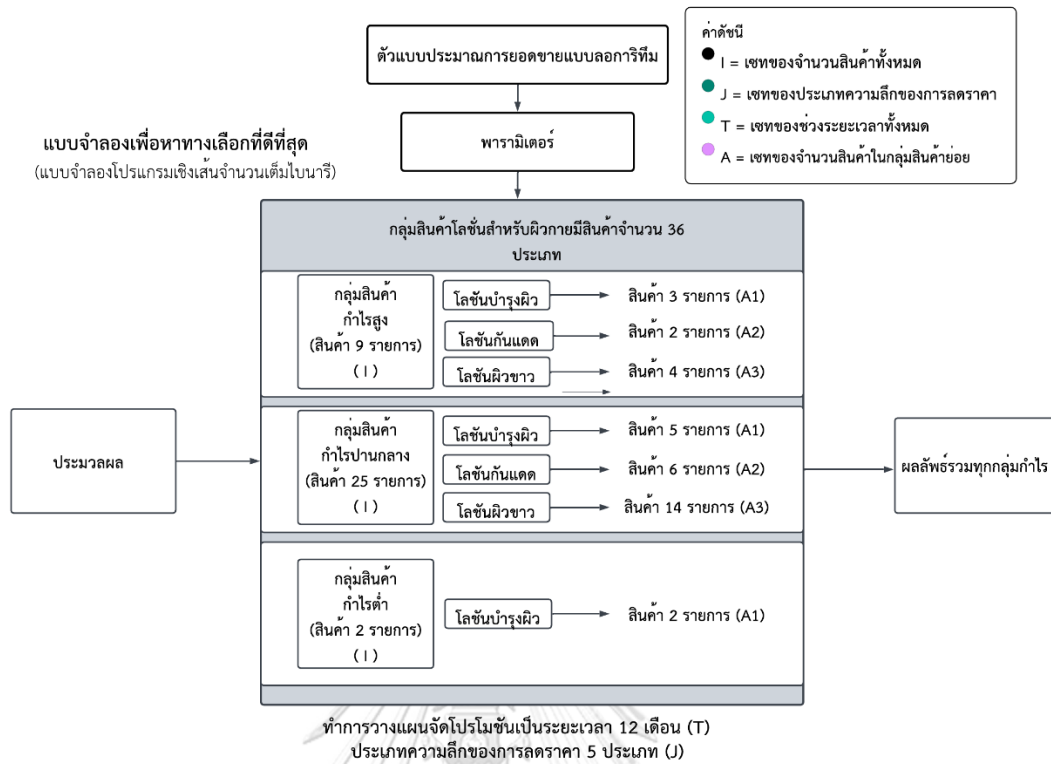 ตัวแบบประมาณการยอดขายแบบลอการิทึม
ค่าดัชนี
I = เซทของจำนวนสินค้าทั้งหมด
J = เซทของประเภทความลึกของการลดราคา
T = เซทของช่วงระยะเวลาทั้งหมด
A = เซทของจำนวนสินค้าในกลุ่มสินค้าย่อย
แบบจำลองเพื่อหาทางเลือกที่ดีที่สุด
(แบบจำลองโปรแกรมเชิงเส้นจำนวนเต็มไบนารี)
พารามิเตอร์
กลุ่มสินค้าโลชั่นสำหรับผิวกายมีสินค้าจำนวน 36
ประเภท
กลุ่มสินค้า
กำไรสูง
(สินค้า 9 รายการ)
( I )
โลชันบำรุงผิว
สินค้า 3 รายการ (A1)
โลชันกันแดด
สินค้า 2 รายการ (A2)
โลชันผิวขาว
สินค้า 4 รายการ (A3)
ประมวลผล
กลุ่มสินค้า
กำไรปานกลาง
(สินค้า 25 รายการ)
( I )
โลชันบำรุงผิว
สินค้า 5 รายการ (A1)
โลชันกันแดด
สินค้า 6 รายการ (A2)
โลชันผิวขาว
สินค้า 14 รายการ (A3)
ผลลัพธ์รวมทุกกลุ่มกำไร
กลุ่มสินค้า
กำไรต่ำ
(สินค้า 2 รายการ)
( I )
โลชันบำรุงผิว
สินค้า 2 รายการ (A1)
ทำการวางแผนจัดโปรโมชันเป็นระยะเวลา 12 เดือน (T)
ประเภทความลึกของการลดราคา 5 ประเภท (J)